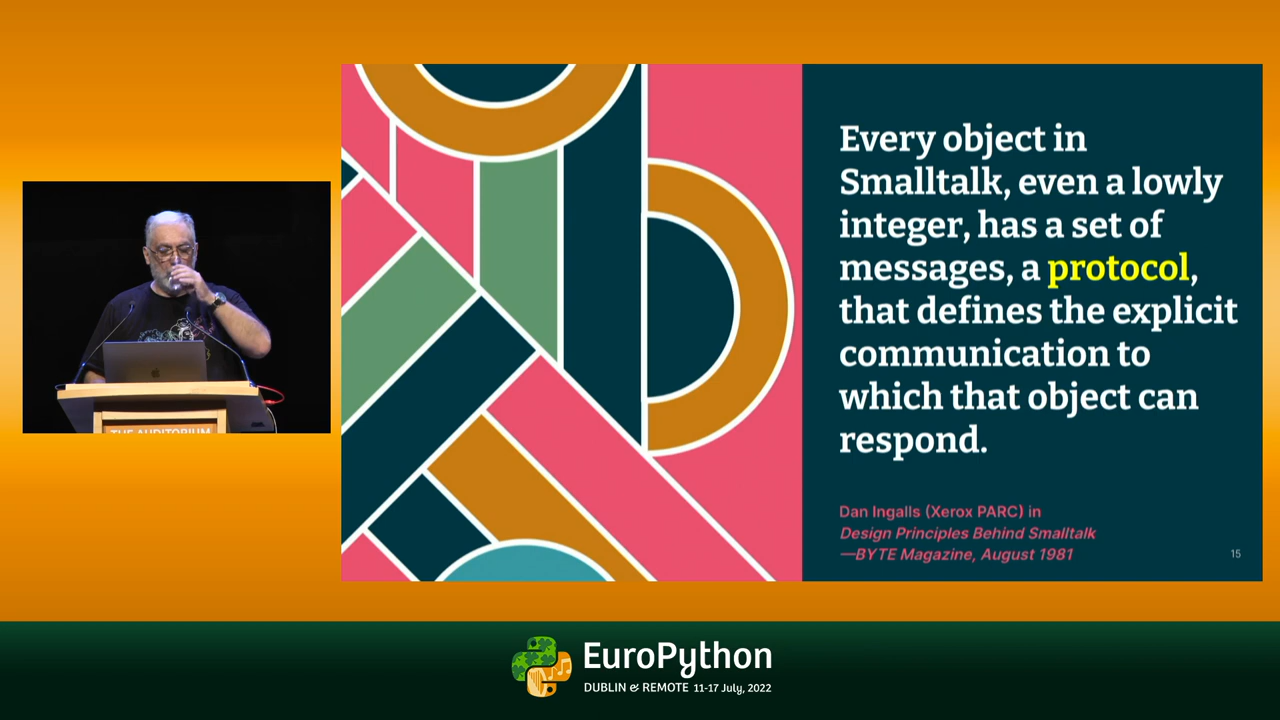 Every object in
Smalltalk, even a lowly
integer, has a set of
messages, a protocol,
that defines the explicit
communication to
which that object can
respond.
Dan Ingalls (Xerox PARC) in
Design Principles Behind Smalltalk
—BYTE Magazine, August 1981
15
THE AUDITORIUM
EuroPython
DUBLIN & REMOTE 11-17 July, 2022